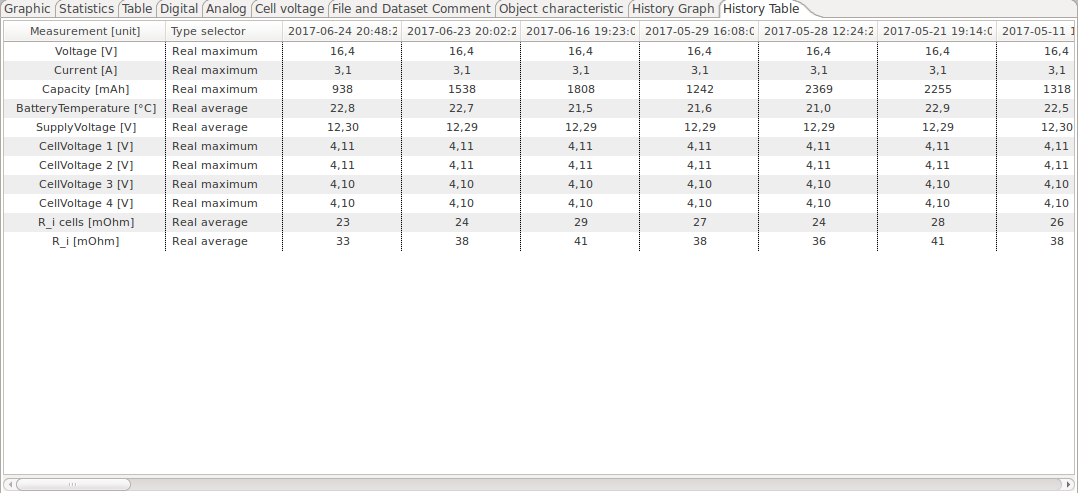 Graphic Statistics Table Digital Analog Cell voltage File and Dataset Comment Object characteristic History Graph History Table
Measurement [unit] Type selector 2017-06-24 20:48:2 2017-06-23 20:02:2 2017-06-16 19:23:0 2017-05-29 16:08:0 2017-05-28 12:24:2 2017-05-21 19:14:0 2017-05-11 1
Voltage [V] Real maximum 16,4 16,4 16,4 16,4 16,4 16,4 16,4
Current [A] Real maximum 3,1 3,1 3,1 3,1 3,1 3,1 3,1
Capacity [mAh] Real maximum 938 1538 1808 1242 2369 2255 1318
BatteryTemperature [°C] Real average 22,8 22,7 21,5 21,6 21,0 22,9 22,5
SupplyVoltage [V] Real average 12,30 12,29 12,29 12,29 12,29 12,29 12,30
CellVoltage 1 [V] Real maximum 4,11 4,11 4,11 4,11 4,11 4,11 4,11
CellVoltage 2 [V] Real maximum 4,11 4,11 4,11 4,11 4,11 4,11 4,11
CellVoltage 3 [V] Real maximum 4,10 4,10 4,10 4,10 4,10 4,10 4,10
CellVoltage 4 [V] Real maximum 4,10 4,10 4,10 4,10 4,10 4,10 4,10
R_i cells [mOhm] Real average 23 24 29 27 24 28 26
R_i [mOhm] Real average 33 38 41 38 36 41 38